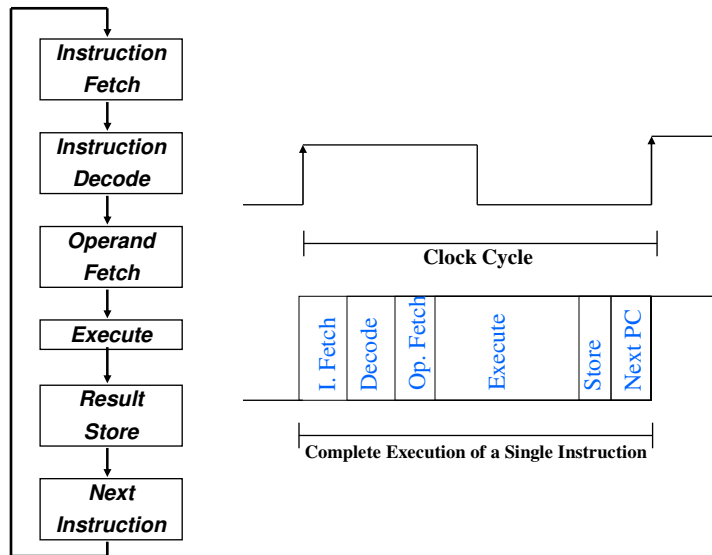 Instruction
Fetch
Instruction
Decode
Operand
Fetch
Execute
Result
Store
Next
Instruction
Clock Cycle
I. Fetch
Decode
Op. Fetch
Execute
Store
Next PC
Complete Execution of a Single Instruction